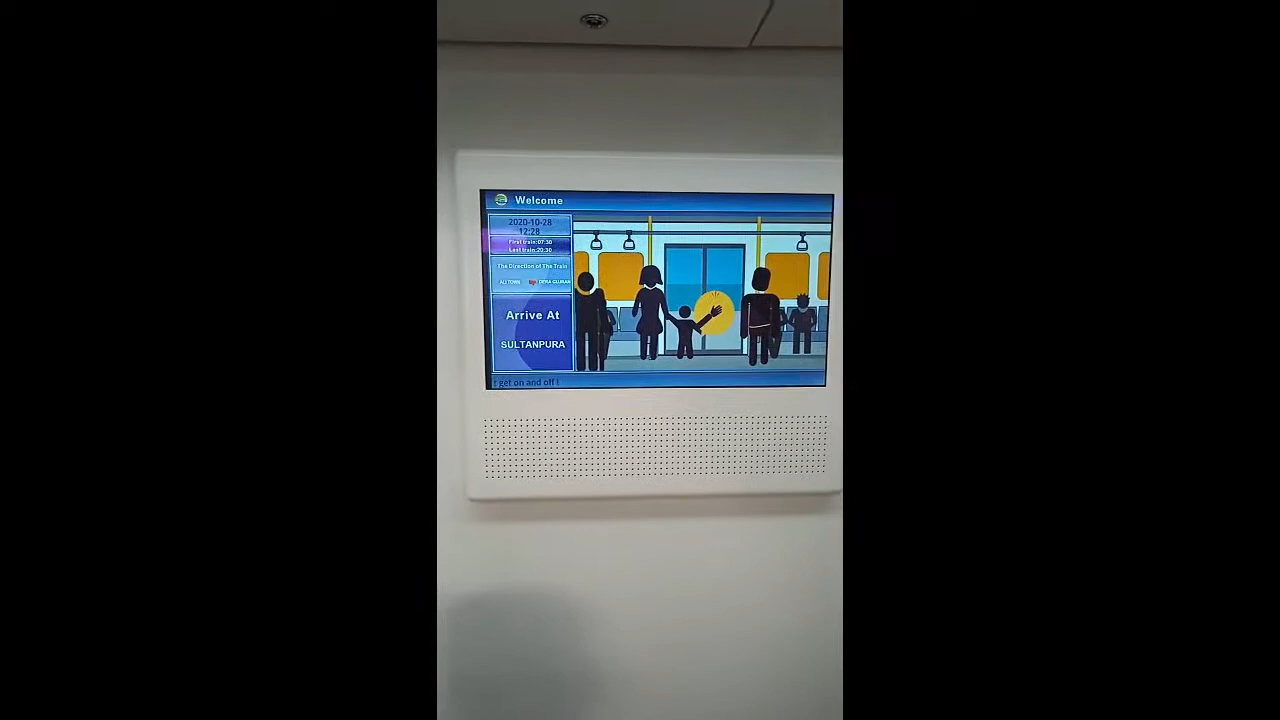 Welcome
2020-10-28
12:28
First train:07:30
Last train:20:30
The Direction of The Train
ALI TOWN DERA GUJRAN
Arrive At
SULTANPURA
t get on and off i